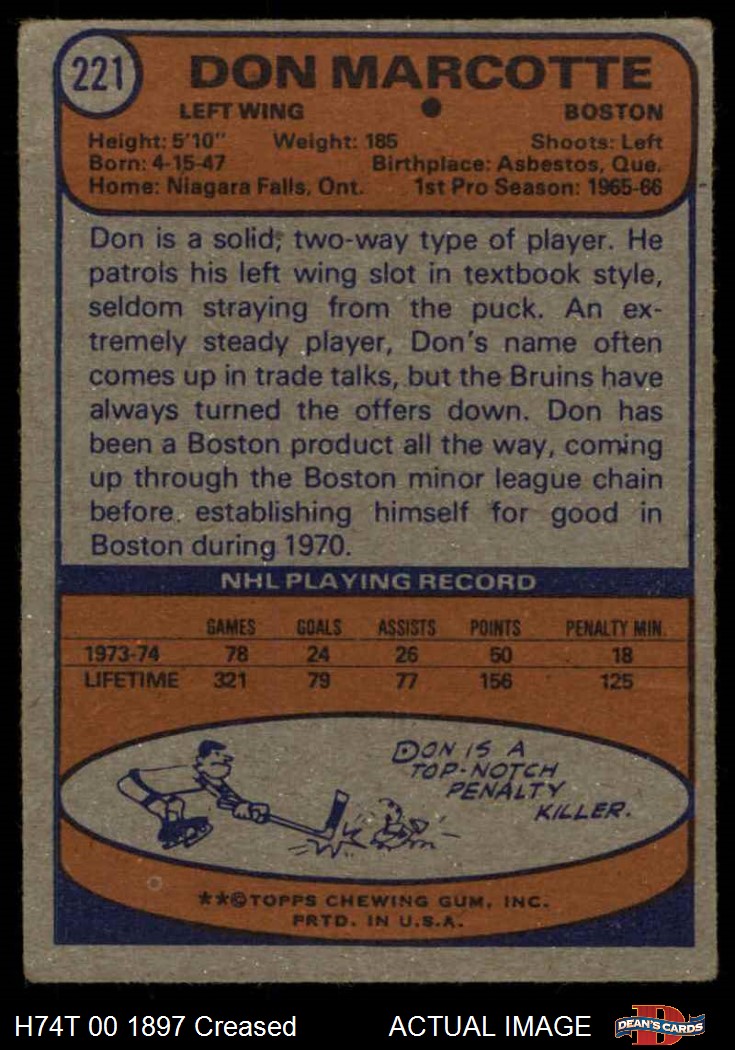 221
DON MARCOTTE
LEFT WING BOSTON
Height: 5'10" Weight: 185 Shoots: Left
Born: 4-15-47 Birthplace: Asbestos, Que.
Home: Niagara Falls, Ont. 1st Pro Season: 1965-66
Don is a solid, two-way type of player. He
patrols his left wing slot in textbook style,
seldom straying from the puck. An ex-
tremely steady player, Don's name often
comes up in trade talks, but the Bruins have
always turned the offers down. Don has
been a Boston product all the way, coming
up through the Boston minor league chain
before establishing himself for good in
Boston during 1970.
NHL PLAYING RECORD
GAMES GOALS ASSISTS POINTS PENALTY MIN.
1973-74 78 24 26 50 18
LIFETIME 321 79 77 156 125
DON IS A
TOP-NOTCH
PENALTY
KILLER.
**©TOPPS CHEWING GUM, INC.
PRTD. IN U.S.A.
H74T 00 1897 Creased ACTUAL IMAGE
D
DEAN'S CARDS